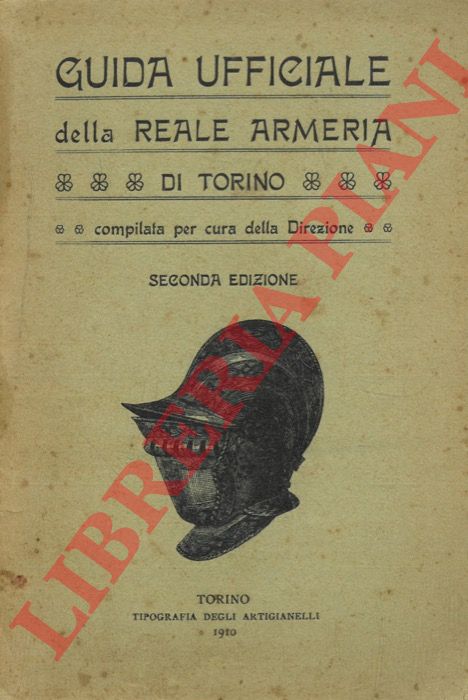 GUIDA UFFICIALE
della REALE ARMERIA
DI TORINO
compilata per cura della Direzione
SECONDA EDIZIONE
LIBRERIA PIANI
TORINO
TIPOGRAFIA DEGLI ARTIGIANELLI
1910